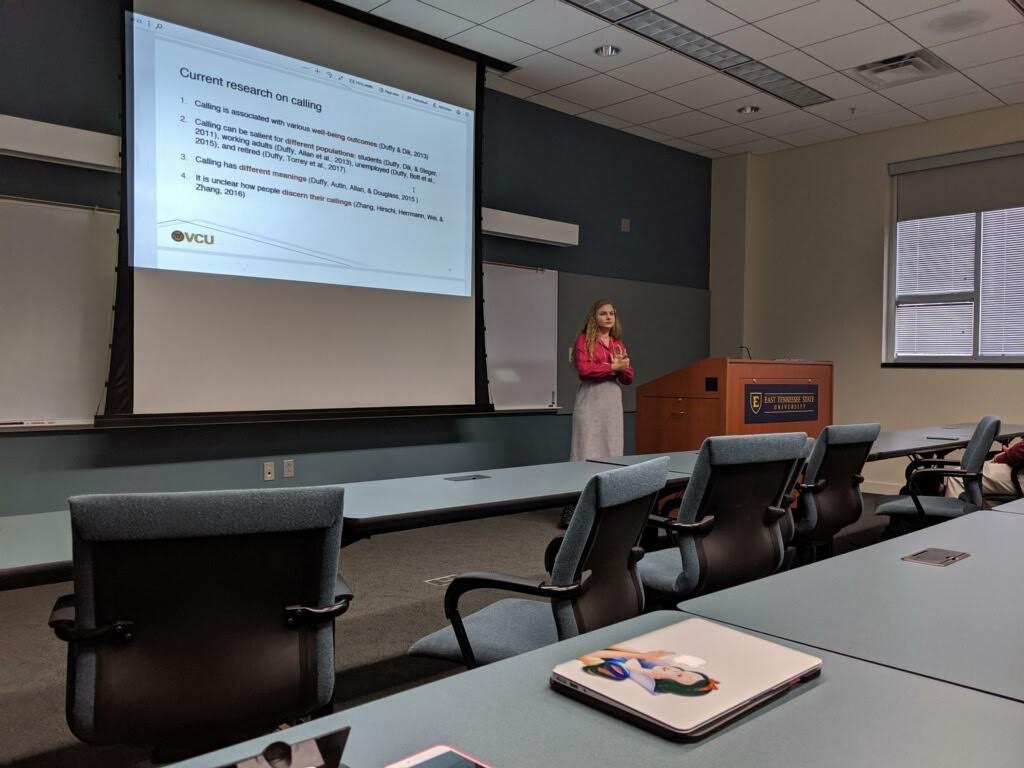 Current research on calling
1. Calling is associated with various well-being outcomes (Duffy & Dik, 2013)
2. Calling can be salient for different populations: students (Duffy, Dik, & Steger,
2011), working adults (Duffy, Allan et al., 2013), unemployed (Duffy, Bott et al.,
2015), and retired (Duffy, Torrey et al., 2017)
3. Calling has different meanings (Duffy, Autin, Allan, & Douglass, 2015 )
4. It is unclear how people discern their callings (Zhang, Hirschi, Herrmann, Wei, &
Zhang, 2016)
VCU
E
EAST TENNESSEE STATE
UNIVERSITY